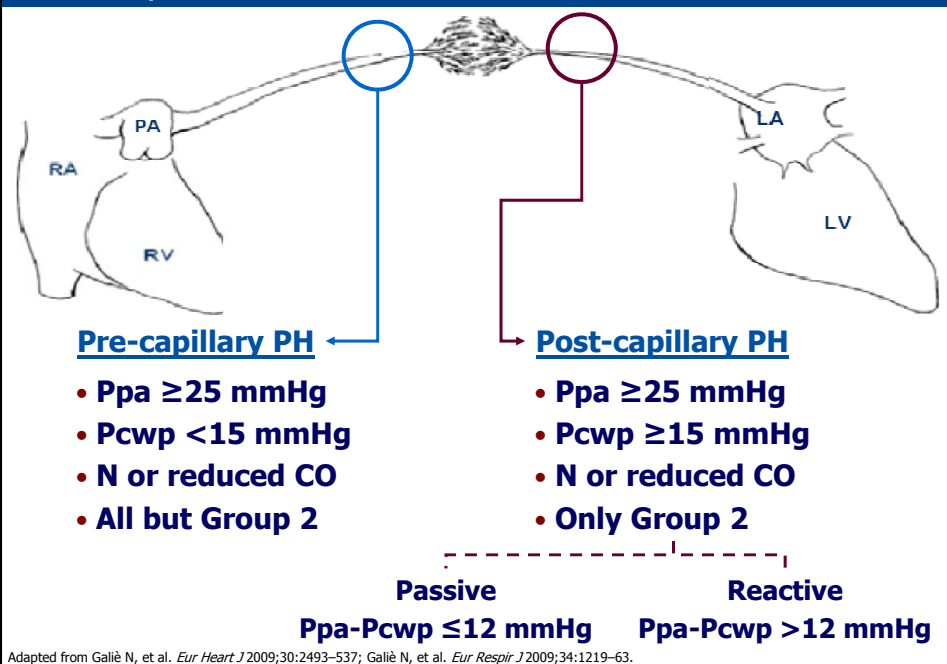 PA
RA
RV
LA
LV
Pre-capillary PH
• Ppa ≥25 mmHg
• Pcwp <15 mmHg
• N or reduced CO
• All but Group 2
Post-capillary PH
• Ppa ≥25 mmHg
• Pcwp ≥15 mmHg
• N or reduced CO
• Only Group 2
Passive
Ppa-Pcwp ≤12 mmHg
Reactive
Ppa-Pcwp >12 mmHg
Adapted from Galiè N, et al. Eur Heart J 2009;30:2493–537; Galiè N, et al. Eur Respir J 2009;34:1219–63.